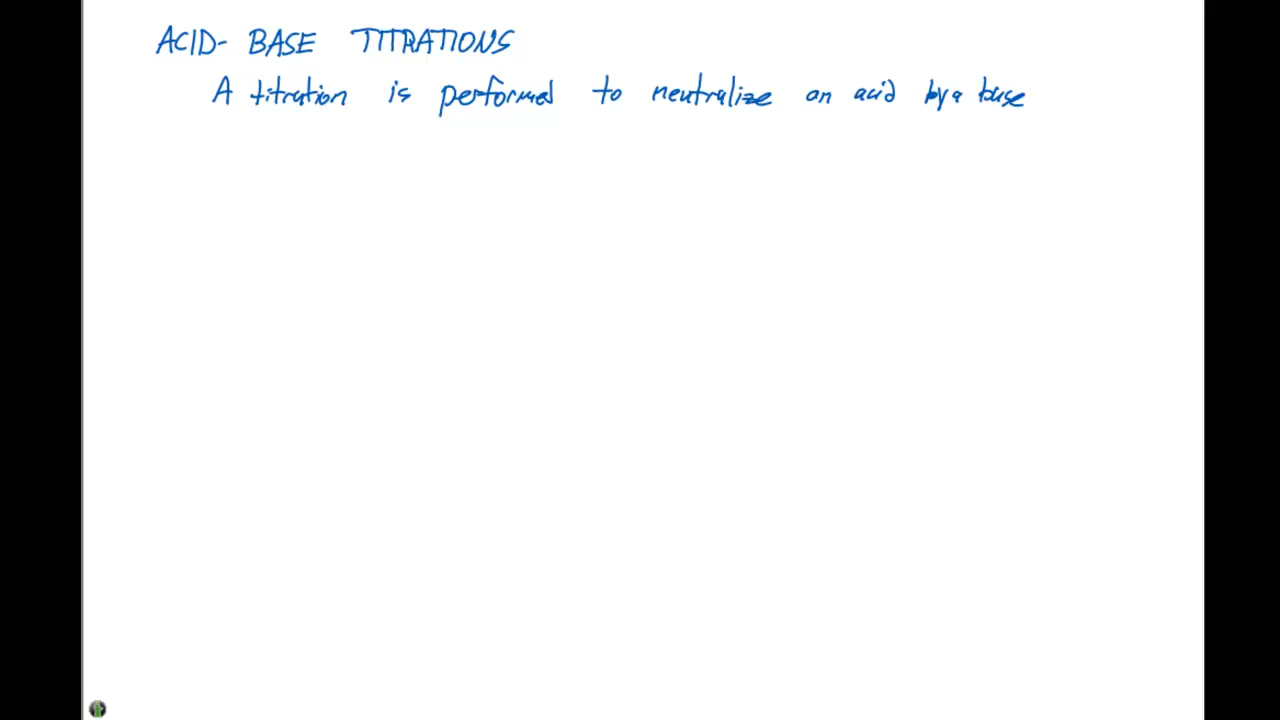 ACID- BASE TITRATIONS
A titration is performed to neutralize an acid by a base